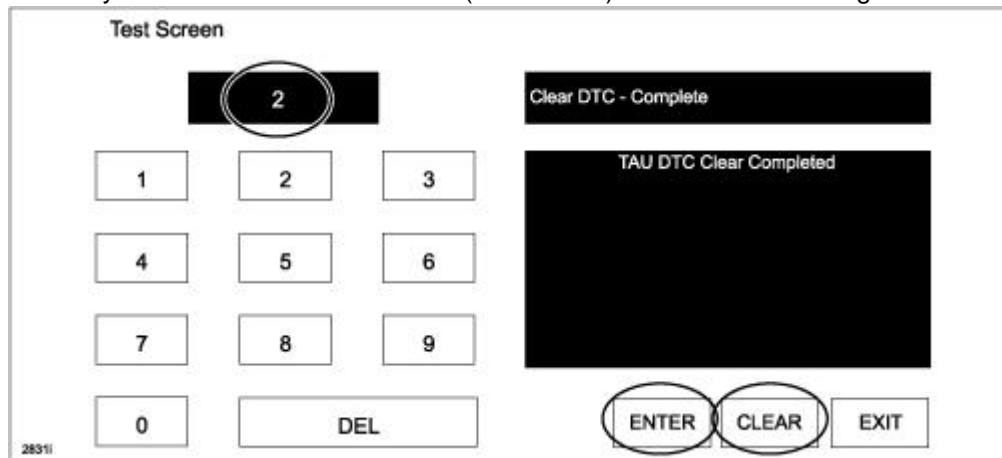 Test Screen
2
Clear DTC - Complete
TAU DTC Clear Completed
1 2 3
4 5 6
7 8 9
0 DEL ENTER CLEAR EXIT
2831i